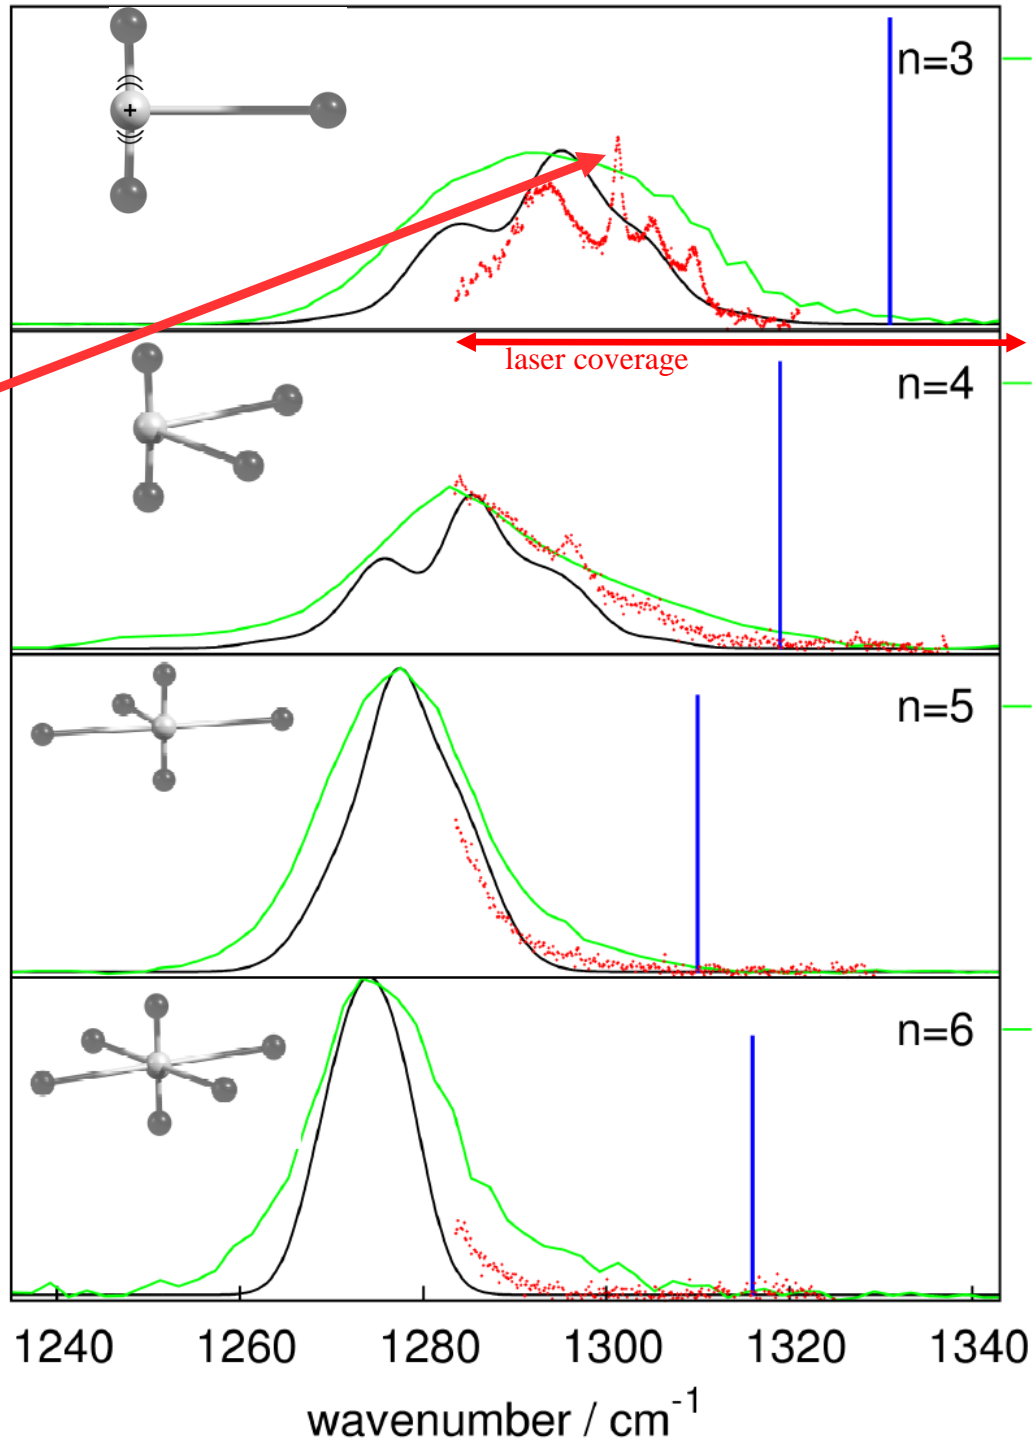 +
n=3
laser coverage
n=4
n=5
n=6
1240 1260 1280 1300 1320 1340
wavenumber / cm⁻¹